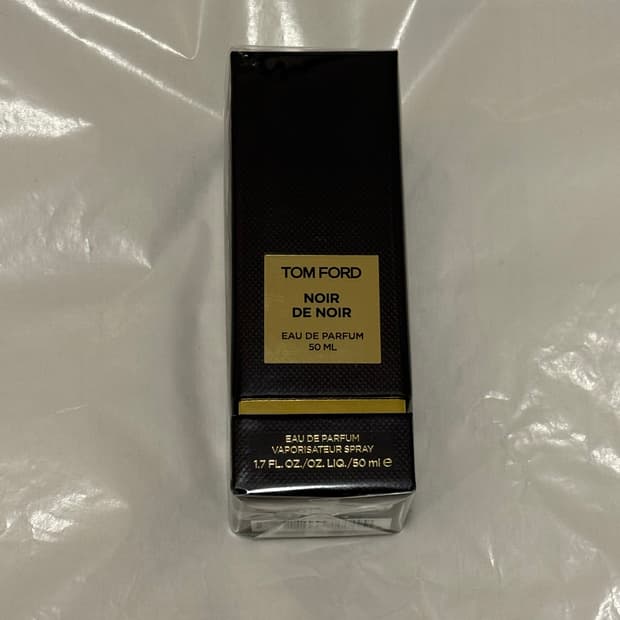 TOM FORD
NOIR
DE NOIR
EAU DE PARFUM
50 ML
EAU DE PARFUM
VAPORISATEUR SPRAY
1.7 FL. OZ./OZ. LIQ./50 ml ℮